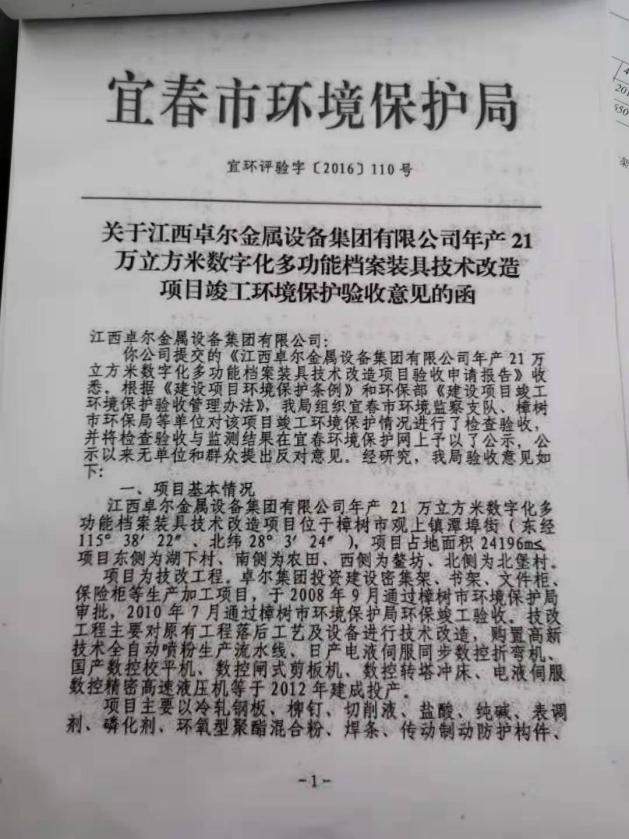 宜春市环境保护局
宜环评验字〔2016〕110号
关于江西卓尔金属设备集团有限公司年产21
万立方米数字化多功能档案装具技术改造
项目竣工环境保护验收意见的函
江西卓尔金属设备集团有限公司:
你公司提交的《江西卓尔金属设备集团有限公司年产21万
立方米数字化多功能档案装具技术改造项目验收申请报告》收
悉。根据《建设项目环境保护条例》和环保部《建设项目竣工
环境保护验收管理办法》,我局组织宜春市环境监察支队、樟树
市环保局等单位对该项目竣工环境保护情况进行了检查验收,
并将检查验收与监测结果在宜春环境保护网上予以了公示,公
示以来无单位和群众提出反对意见。经研究,我局验收意见如
下:
一、项目基本情况
江西卓尔金属设备集团有限公司年产21万立方米数字化多
功能档案装具技术改造项目位于樟树市观上镇潭埠街(东经
115°38′22″、北纬28°3′24″),项目占地面积24196m
项目东侧为湖下村、南侧为农田、西侧为鳌坊、北侧为北堡村。
项目为技改工程。卓尔集团投资建设密集架、书架、文件柜、
保险柜等生产加工项目,于2008年9月通过樟树市环境保护局
审批,2010年7月通过樟树市环境保护局环保竣工验收。技改
工程主要对原有工程落后工艺及设备进行技术改造,购置高新
技术全自动喷粉生产流水线、日产电液伺服同步数控折弯机、
国产数控校平机、数控闸式剪板机、数控转塔冲床、电液伺服
数控精密高速液压机等于2012年建成投产。
项目主要以冷轧钢板、柳钉、切削液、盐酸、纯碱、表调
剂、磷化剂、环氧型聚酯混合粉、焊条、传动制动防护构件、
-1-